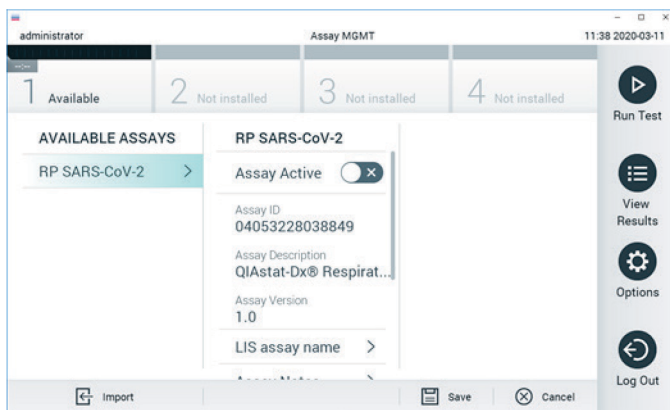 administrator Assay MGMT 11:38 2020-03-11
1 Available
2 Not installed
3 Not installed
4 Not installed
Run Test
AVAILABLE ASSAYS
RP SARS-CoV-2
RP SARS-CoV-2
Assay Active
Assay ID
04053228038849
Assay Description
QIAstat-Dx® Respirat...
Assay Version
1.0
LIS assay name
View
Results
Options
Log Out
Import
Save
Cancel